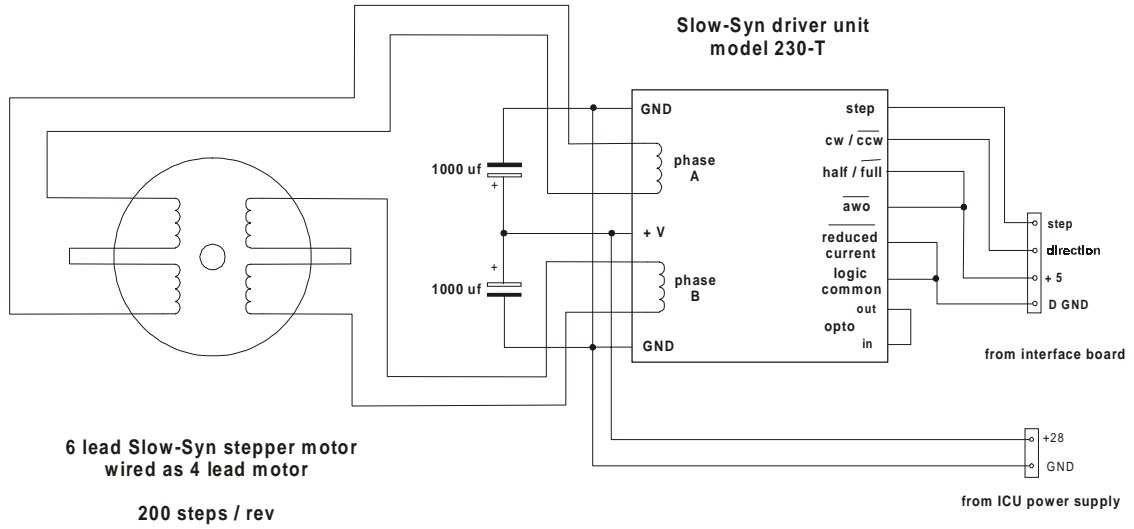 Slow-Syn driver unit
model 230-T
GND
1000 uf
+
phase
A
+ V
+
1000 uf
phase
B
GND
step
cw / ccw
half / full
awo
reduced
current
logic
common
out
opto
in
step
direction
+ 5
D GND
from interface board
+28
GND
from ICU power supply
6 lead Slow-Syn stepper motor
wired as 4 lead motor
200 steps / rev